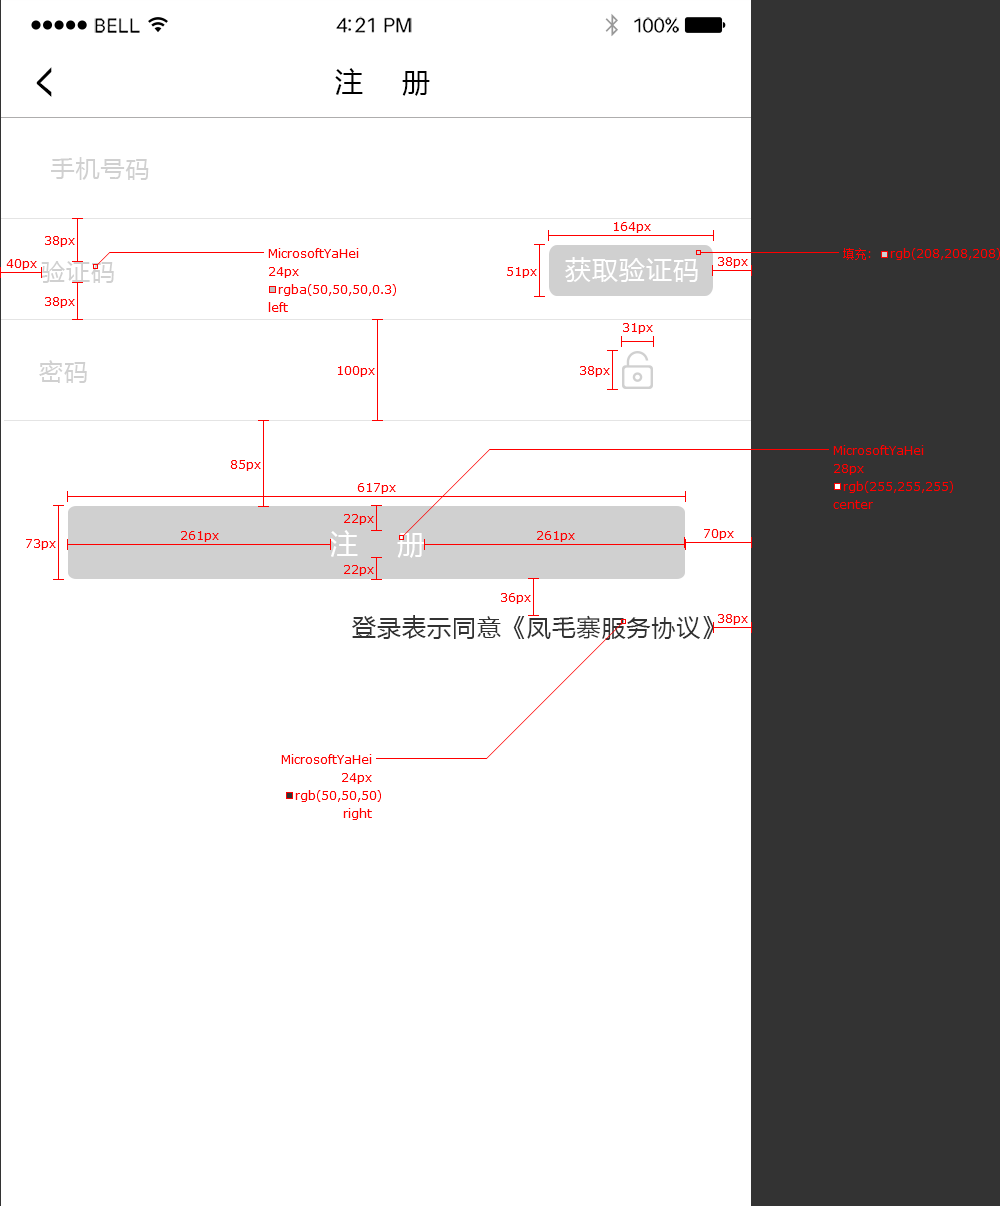 ●●●●● BELL 4:21 PM 100%
注 册
手机号码
164px
38px
MicrosoftYaHei
填充: rgb(208,208,208)
40px
验证码
24px
51px
获取验证码
38px
rgba(50,50,50,0.3)
38px
left
31px
密码
100px
38px
85px
MicrosoftYaHei
28px
rgb(255,255,255)
center
617px
22px
73px
261px
注 册
261px
70px
22px
36px
登录表示同意《凤毛寨服务协议》
38px
MicrosoftYaHei
24px
rgb(50,50,50)
right